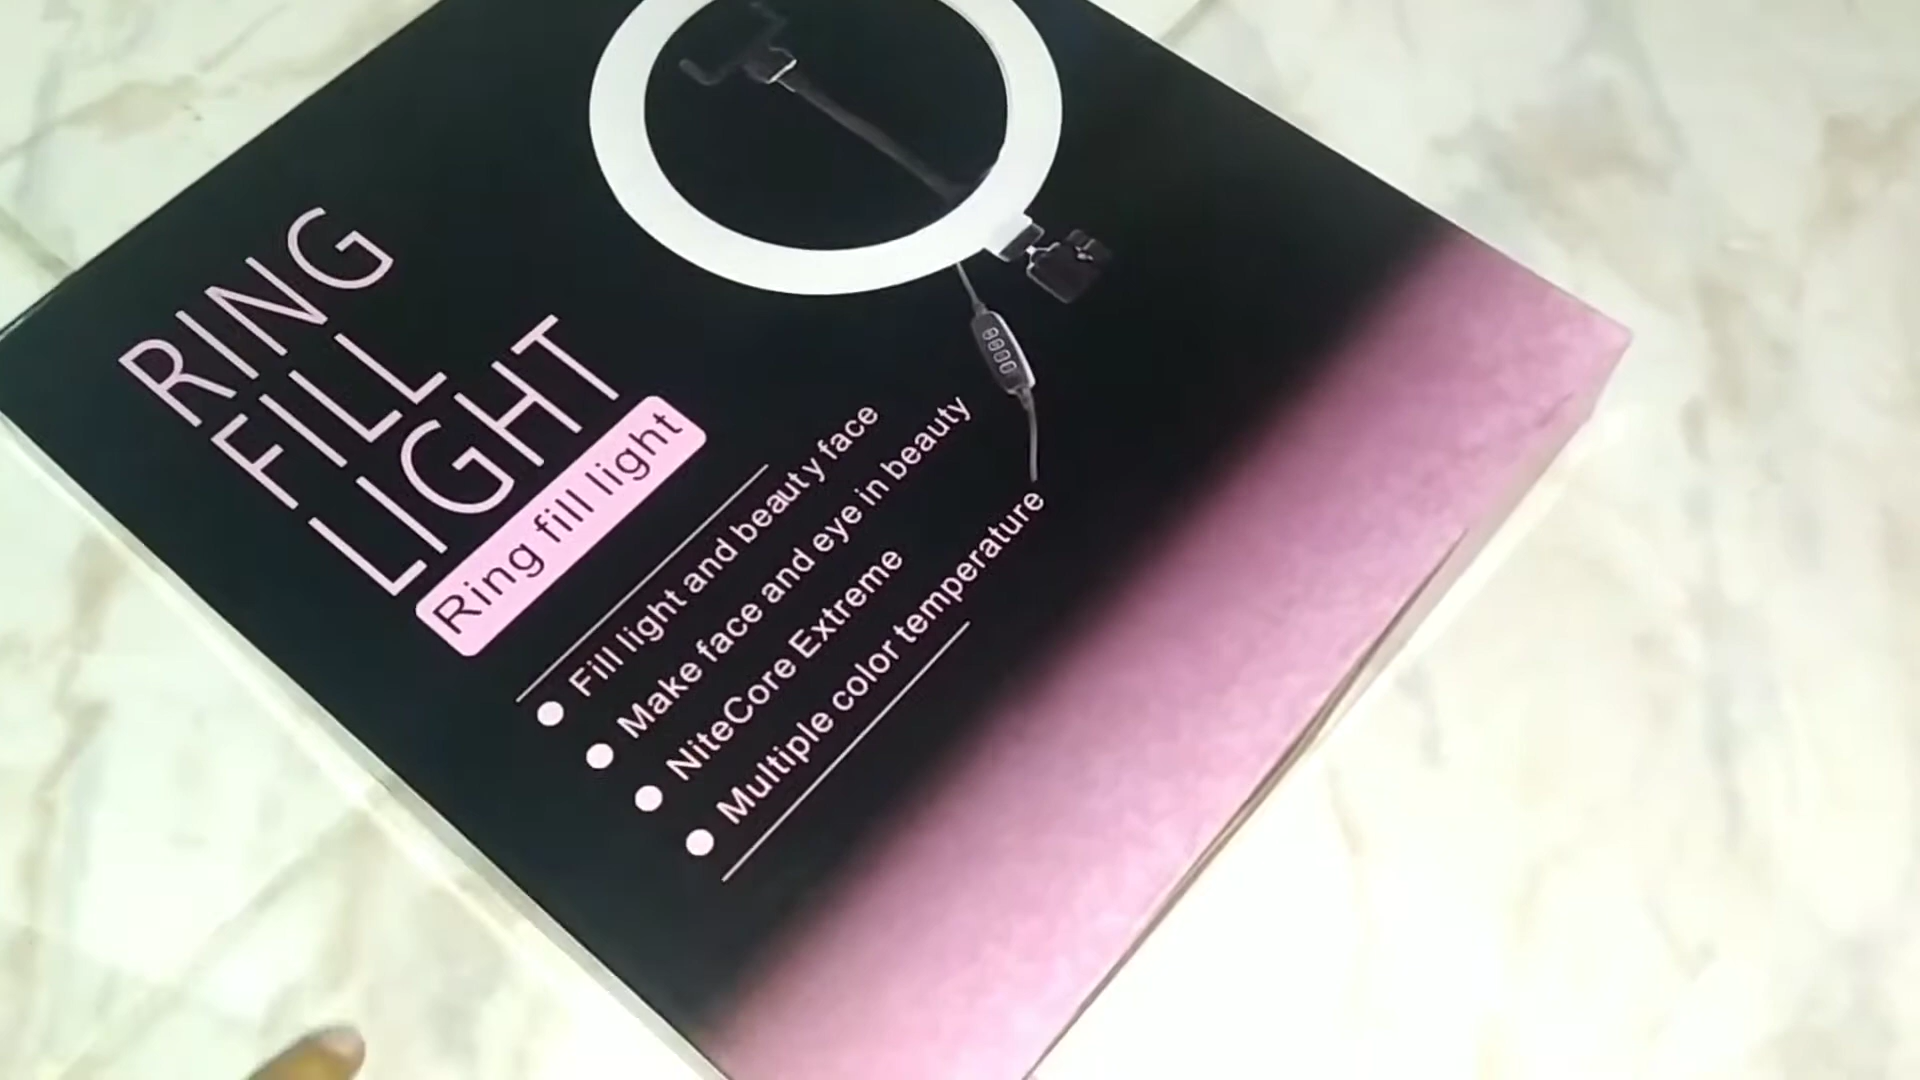 RING
FILL
LIGHT
Ring fill light
Fill light and beauty face
Make face and eye in beauty
NiteCore Extreme
Multiple color temperature